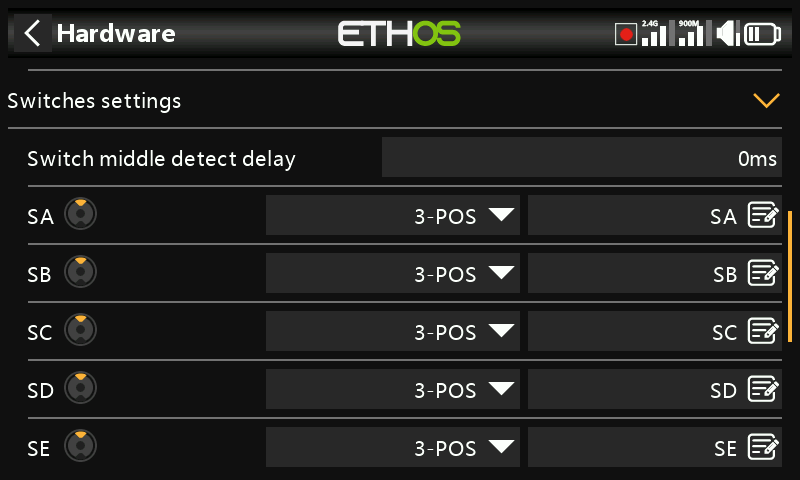 Hardware
ETHOS
2.4G
900M
Switches settings
Switch middle detect delay
0ms
SA
3-POS
SA
SB
3-POS
SB
SC
3-POS
SC
SD
3-POS
SD
SE
3-POS
SE